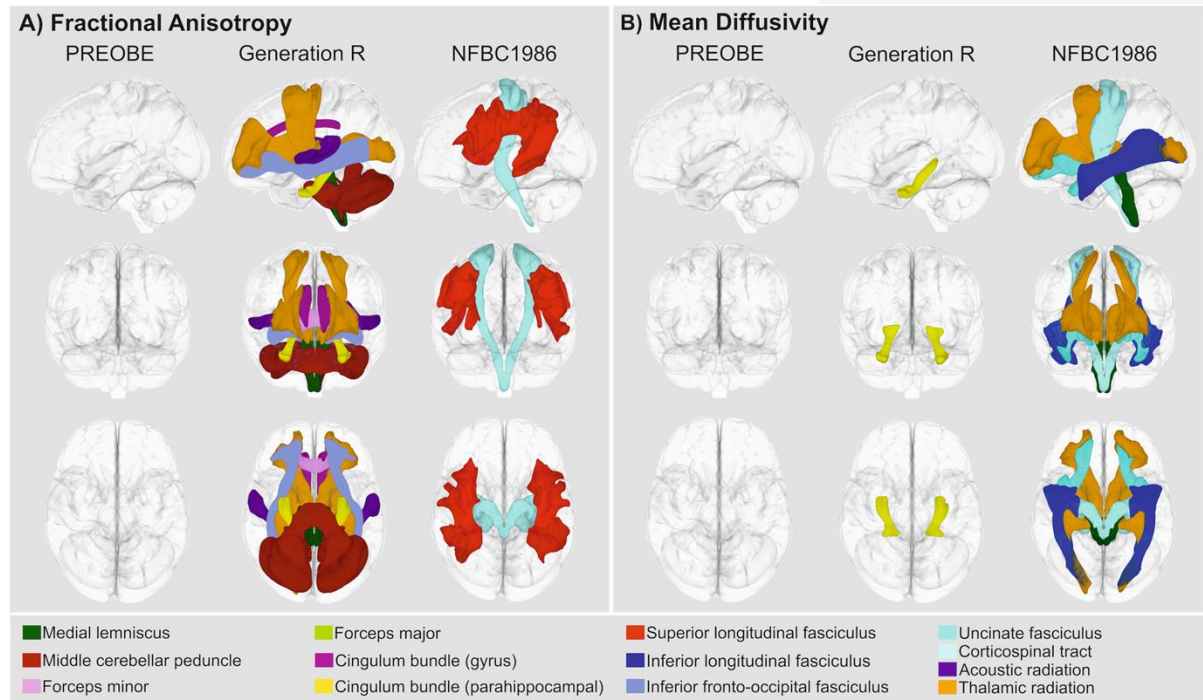 A) Fractional Anisotropy
PREOBE
Generation R
NFBC1986
B) Mean Diffusivity
PREOBE
Generation R
NFBC1986
Medial lemniscus
Middle cerebellar peduncle
Forceps minor
Forceps major
Cingulum bundle (gyrus)
Cingulum bundle (parahippocampal)
Superior longitudinal fasciculus
Inferior longitudinal fasciculus
Inferior fronto-occipital fasciculus
Uncinate fasciculus
Corticospinal tract
Acoustic radiation
Thalamic radiation